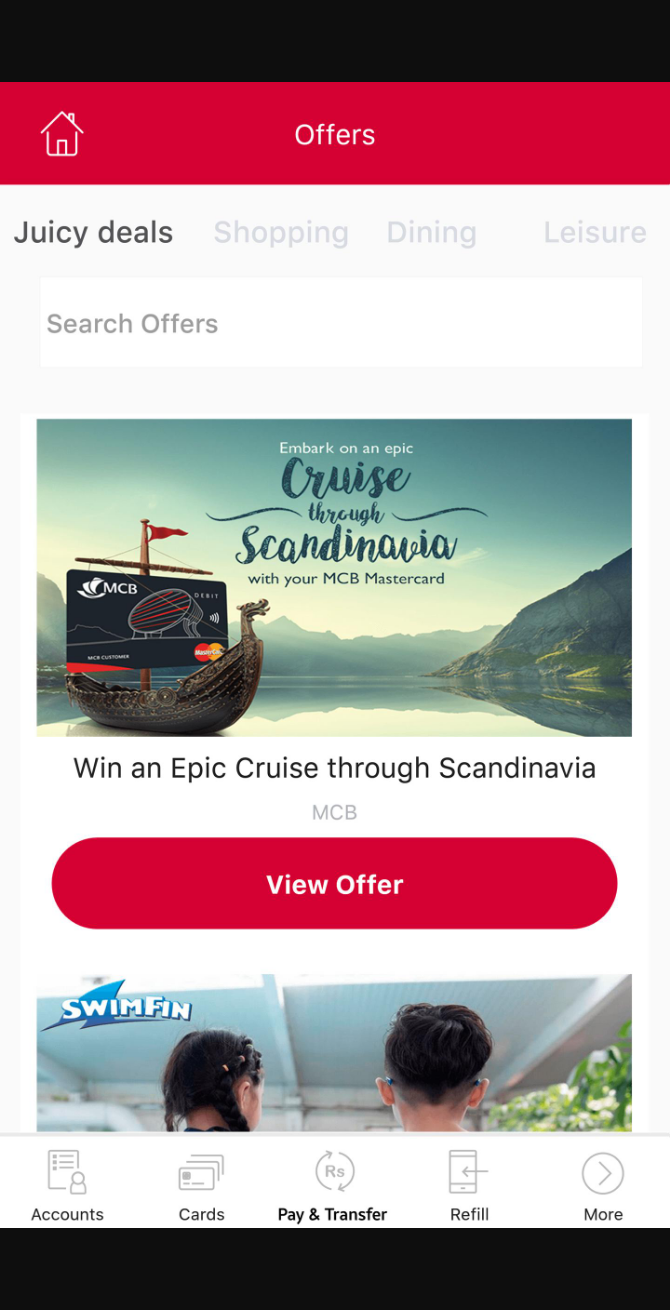 Offers
Juicy deals Shopping Dining Leisure
Search Offers
Embark on an epic
Cruise
through
Scandinavia
with your MCB Mastercard
MCB
DEBIT
MCB CUSTOMER
MasterCard
Win an Epic Cruise through Scandinavia
MCB
View Offer
SWIMFIN
Rs
Accounts Cards Pay & Transfer Refill More